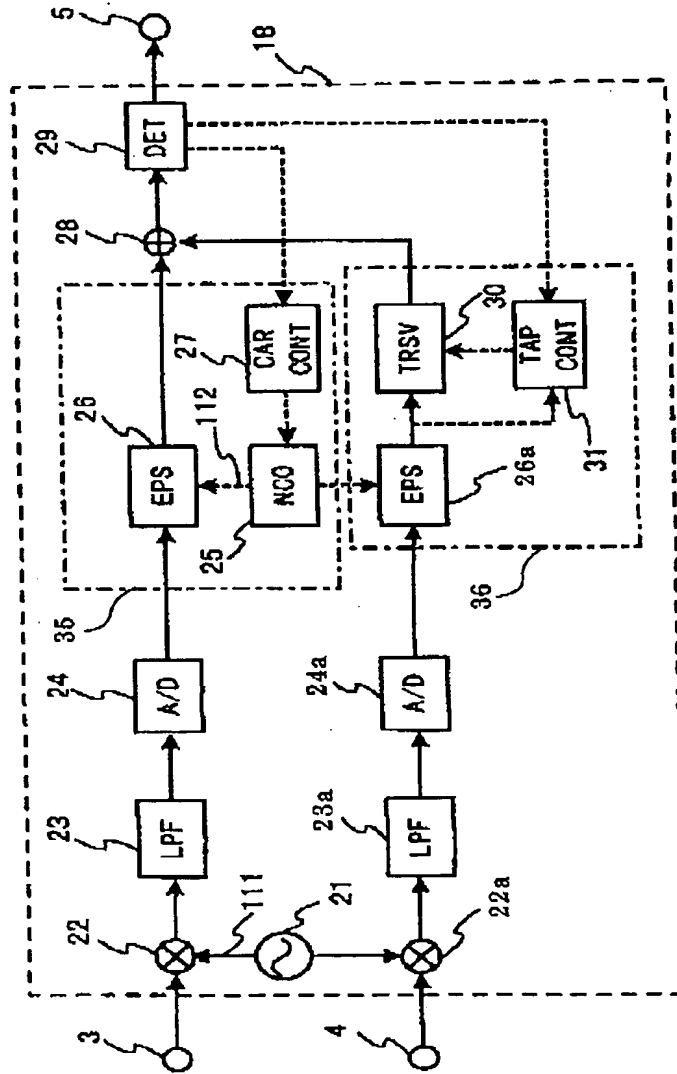 3
22
111
21
22a
4
23
LPF
23a
LPF
24
A/D
24a
A/D
35
26
EPS
112
NCO
25
27
CAR
CONT
28
29
DET
5
18
EPS
26a
TRSV
30
TAP
CONT
31
36